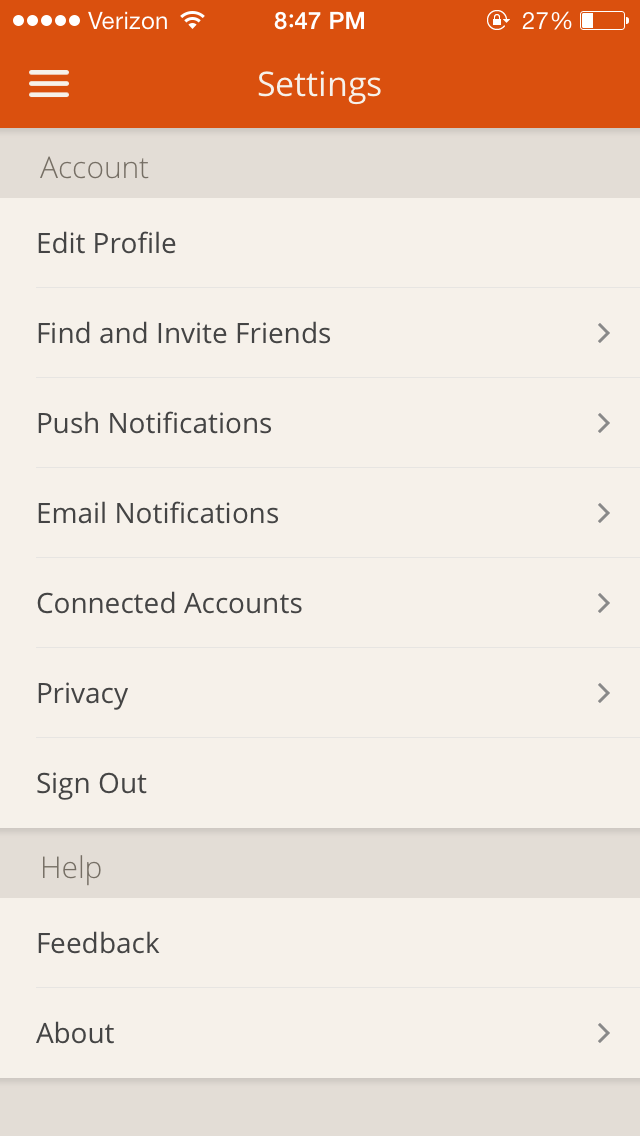 Verizon 8:47 PM 27%
Settings
Account
Edit Profile
Find and Invite Friends
Push Notifications
Email Notifications
Connected Accounts
Privacy
Sign Out
Help
Feedback
About